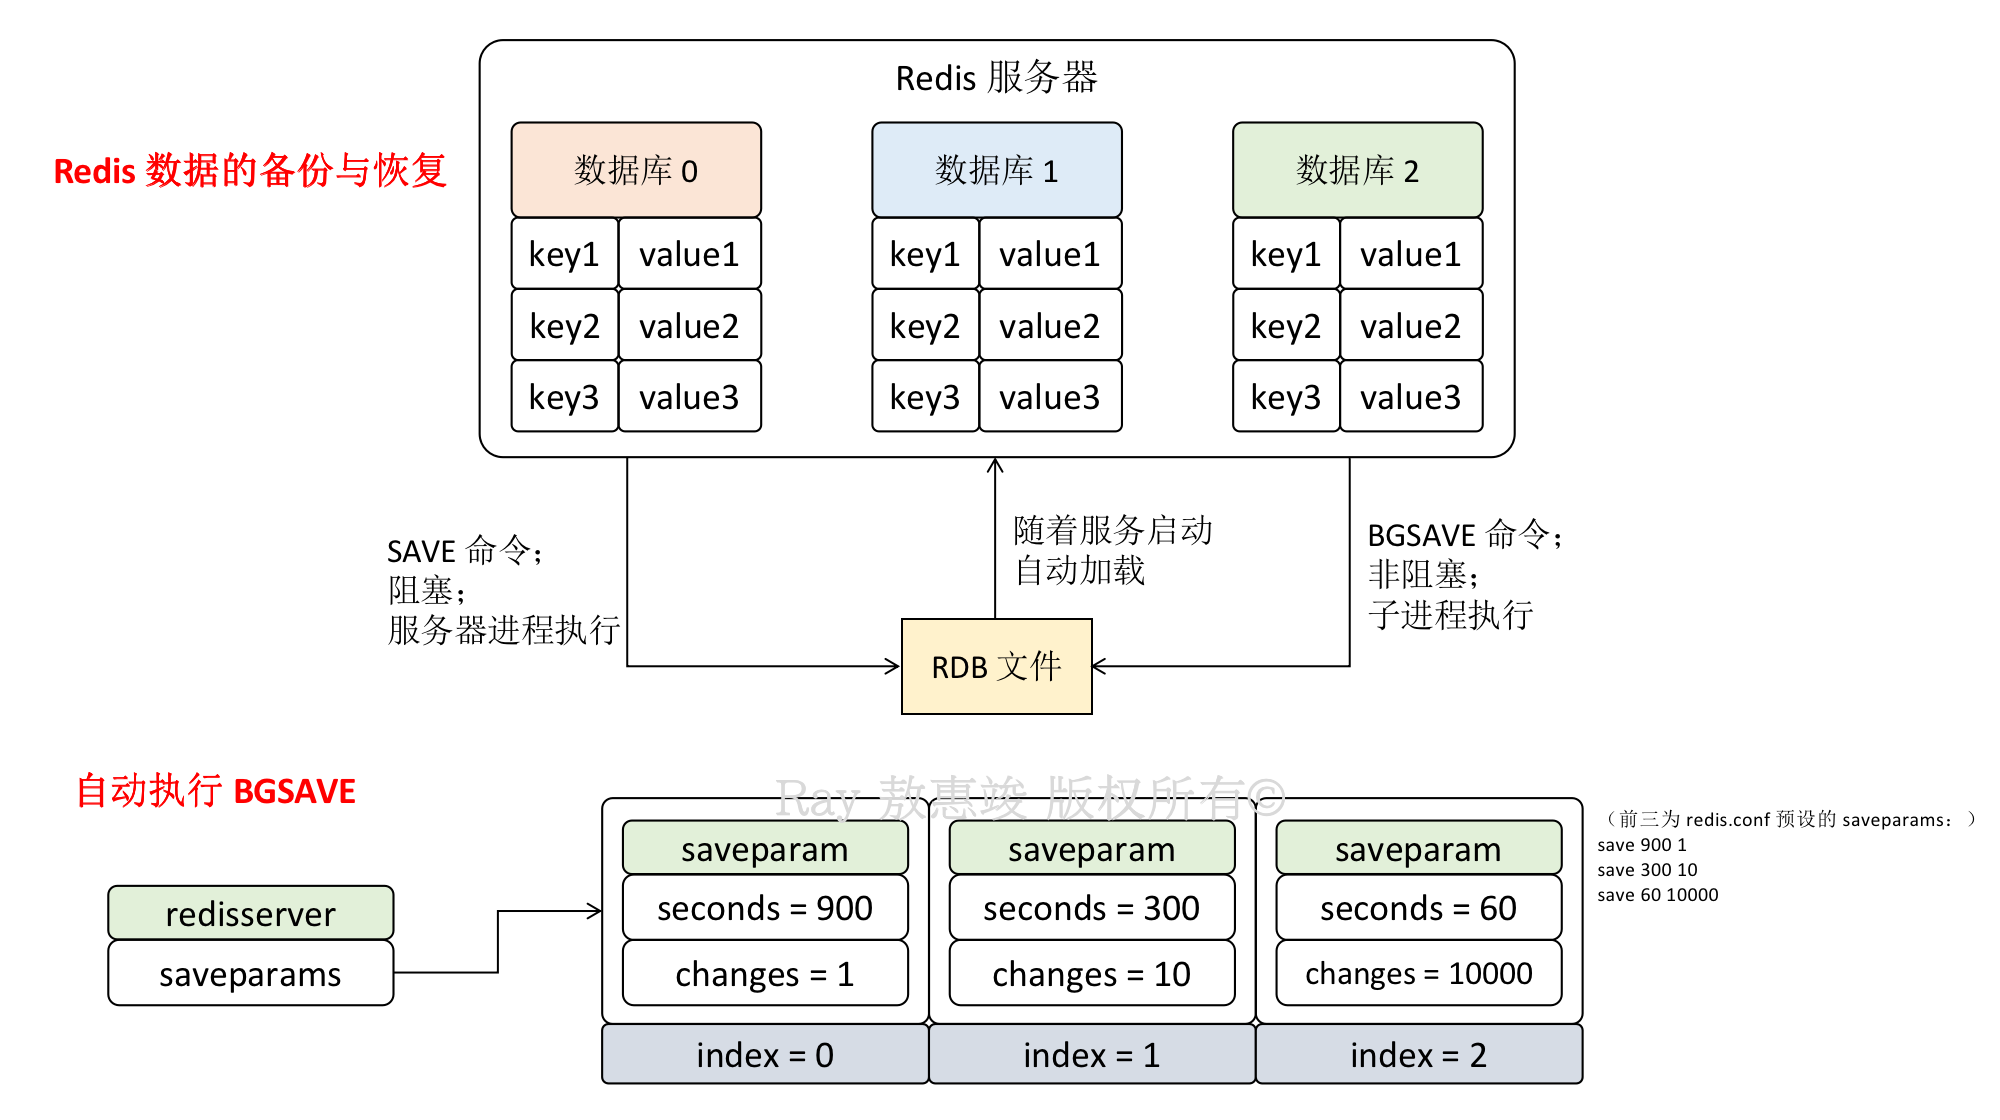 Redis 服务器
Redis 数据的备份与恢复
数据库 0
数据库 1
数据库 2
key1 value1
key1 value1
key1 value1
key2 value2
key2 value2
key2 value2
key3 value3
key3 value3
key3 value3
SAVE 命令;
阻塞;
服务器进程执行
随着服务启动
自动加载
BGSAVE 命令;
非阻塞;
子进程执行
RDB 文件
自动执行 BGSAVE
Ray 敖惠竣 版权所有©
redisserver
saveparams
saveparam
seconds = 900
changes = 1
index = 0
saveparam
seconds = 300
changes = 10
index = 1
saveparam
seconds = 60
changes = 10000
index = 2
（前三为 redis.conf 预设的 saveparams: ）
save 900 1
save 300 10
save 60 10000